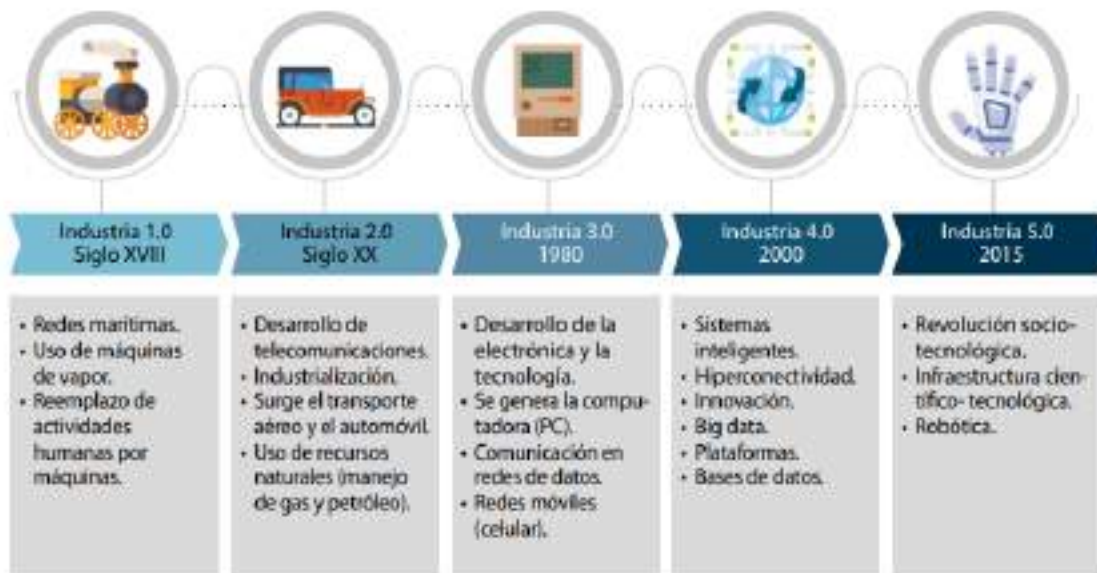 Industria 1.0
Siglo XVIII
Industria 2.0
Siglo XX
Industria 3.0
1980
Industria 4.0
2000
Industria 5.0
2015
• Redes marítimas.
• Uso de máquinas
de vapor.
• Reemplazo de
actividades
humanas por
máquinas.
• Desarrollo de
telecomunicaciones.
• Industrialización.
• Surge el transporte
aéreo y el automóvil.
• Uso de recursos
naturales (manejo
de gas y petróleo).
• Desarrollo de la
electrónica y la
tecnología.
• Se genera la compu-
tadora (PC).
• Comunicación en
redes de datos.
• Redes móviles
(celular).
• Sistemas
inteligentes.
• Hiperconectividad.
• Innovación.
• Big data.
• Plataformas.
• Bases de datos.
• Revolución socio-
tecnológica.
• Infraestructura cien-
tífico- tecnológica.
• Robótica.